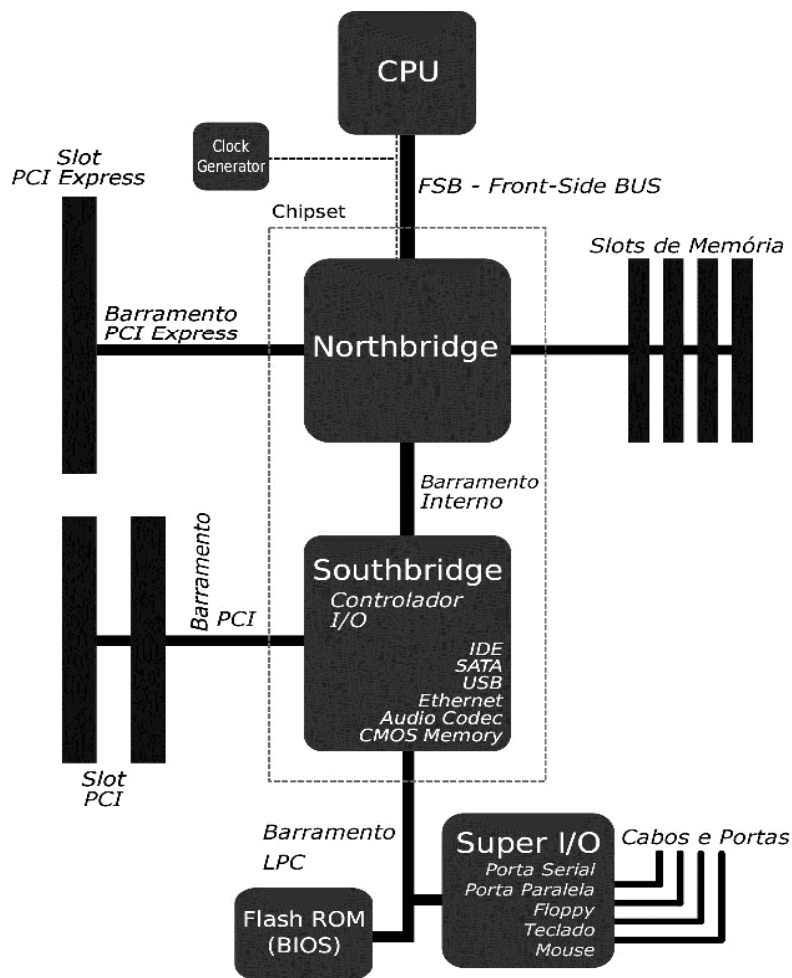 CPU
Clock
Generator
Slot
PCI Express
FSB - Front-Side BUS
Chipset
Slots de Memória
Barramento
PCI Express
Northbridge
Barramento
Interno
Barramento
PCI
Southbridge
Controlador
I/O
IDE
SATA
USB
Ethernet
Audio Codec
CMOS Memory
Slot
PCI
Barramento
LPC
Super I/O
Porta Serial
Porta Paralela
Floppy
Teclado
Mouse
Cabos e Portas
Flash ROM
(BIOS)